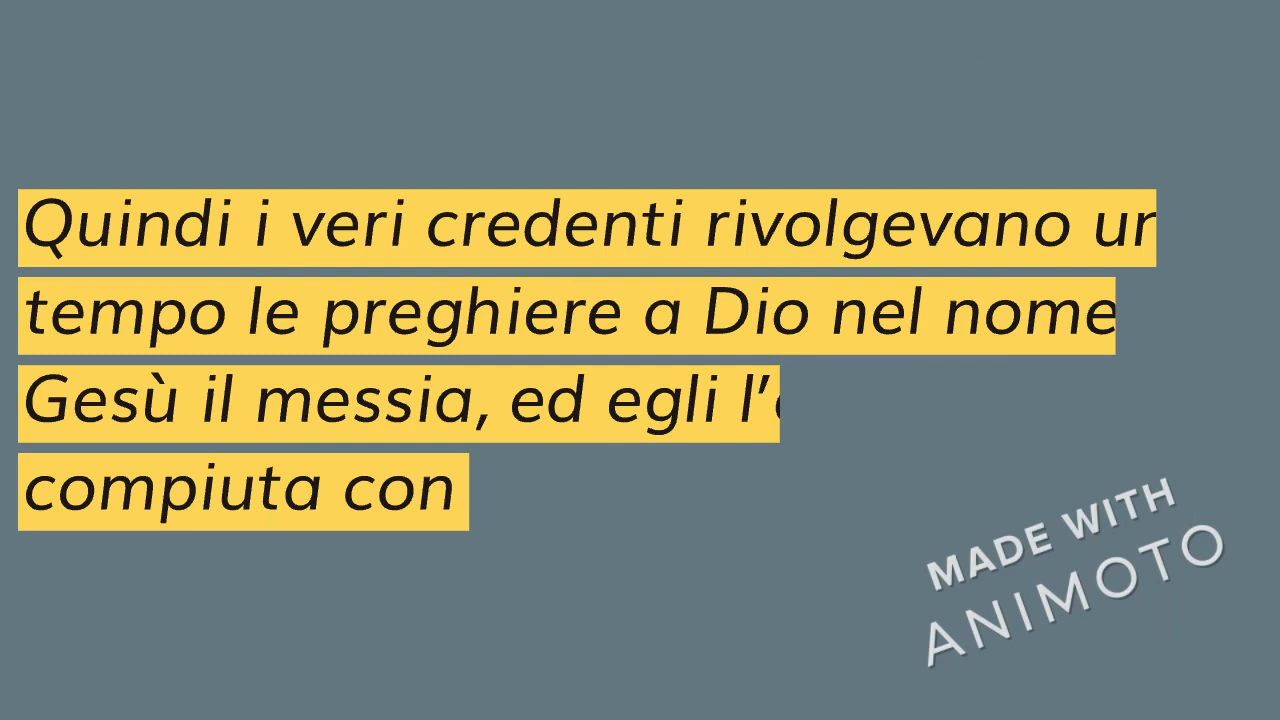 Quindi i veri credenti rivolgevano
tempo le preghiere a Dio nel nome
Gesù il messia, ed egli
compiuta con
MADE WITH
ANIMOTO